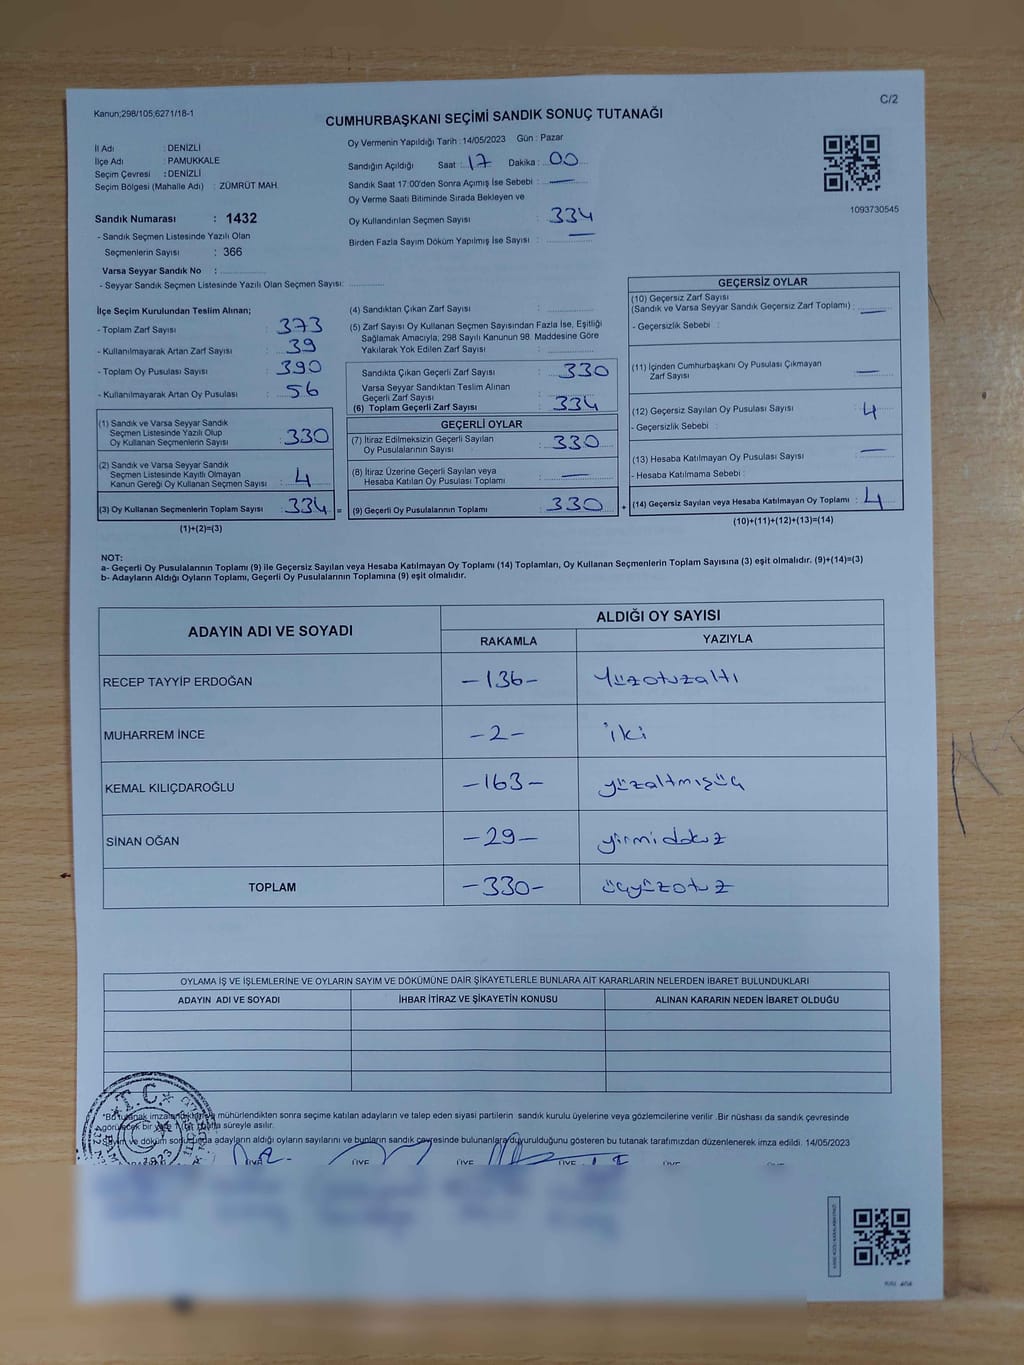 Kanun;298/105,6271/18-1
C/2
CUMHURBAŞKANI SEÇİMİ SANDIK SONUÇ TUTANAĞI
İl Adı : DENİZLİ
İlçe Adı : PAMUKKALE
Seçim Çevresi : DENİZLİ
Seçim Bölgesi (Mahalle Adı) : ZÜMRÜT MAH.
Sandık Numarası : 1432
- Sandık Seçmen Listesinde Yazılı Olan
Seçmenlerin Sayısı : 366
Varsa Seyyar Sandık No :
- Seyyar Sandık Seçmen Listesinde Yazılı Olan Seçmen Sayısı:
Oy Vermenin Yapıldığı Tarih : 14/05/2023 Gün : Pazar
Sandığın Açıldığı Saat : 17 Dakika : 00
Sandık Saat 17:00'den Sonra Açımış İse Sebebi : —
Oy Verme Saati Bitiminde Sırada Bekleyen ve
Oy Kullandırılan Seçmen Sayısı : 334
Birden Fazla Sayım Döküm Yapılmış İse Sayısı : —
1093730545
İlçe Seçim Kurulundan Teslim Alınan;
- Toplam Zarf Sayısı : 373
- Kullanılmayarak Artan Zarf Sayısı : 39
- Toplam Oy Pusulası Sayısı : 390
- Kullanılmayarak Artan Oy Pusulası : 56
(1) Sandık ve Varsa Seyyar Sandık
Seçmen Listesinde Yazılı Olup
Oy Kullanan Seçmenlerin Sayısı : 330
(2) Sandık ve Varsa Seyyar Sandık
Seçmen Listesinde Kayıtlı Olmayan
Kanun Gereği Oy Kullanan Seçmen Sayısı : 4
(3) Oy Kullanan Seçmenlerin Toplam Sayısı : 334 =
(1)+(2)=(3)
(4) Sandıktan Çıkan Zarf Sayısı :
(5) Zarf Sayısı Oy Kullanan Seçmen Sayısından Fazla İse, Eşitliği
Sağlamak Amacıyla; 298 Sayılı Kanunun 98. Maddesine Göre
Yakılarak Yok Edilen Zarf Sayısı :
Sandıkta Çıkan Geçerli Zarf Sayısı : 330
Varsa Seyyar Sandıktan Teslim Alınan
Geçerli Zarf Sayısı :
(6) Toplam Geçerli Zarf Sayısı : 334
GEÇERLİ OYLAR
(7) İtiraz Edilmeksizin Geçerli Sayılan
Oy Pusulalarının Sayısı : 330
(8) İtiraz Üzerine Geçerli Sayılan veya
Hesaba Katılan Oy Pusulası Toplamı : —
(9) Geçerli Oy Pusulalarının Toplamı : 330 +
GEÇERSİZ OYLAR
(10) Geçersiz Zarf Sayısı
(Sandık ve Varsa Seyyar Sandık Geçersiz Zarf Toplamı) : —
- Geçersizlik Sebebi :
(11) İçinden Cumhurbaşkanı Oy Pusulası Çıkmayan
Zarf Sayısı : —
(12) Geçersiz Sayılan Oy Pusulası Sayısı : 4
- Geçersizlik Sebebi :
(13) Hesaba Katılmayan Oy Pusulası Sayısı : —
- Hesaba Katılmama Sebebi :
(14) Geçersiz Sayılan veya Hesaba Katılmayan Oy Toplamı : 4
(10)+(11)+(12)+(13)=(14)
NOT:
a- Geçerli Oy Pusulalarının Toplamı (9) ile Geçersiz Sayılan veya Hesaba Katılmayan Oy Toplamı (14) Toplamları, Oy Kullanan Seçmenlerin Toplam Sayısına (3) eşit olmalıdır. (9)+(14)=(3)
b- Adayların Aldığı Oyların Toplamı, Geçerli Oy Pusulalarının Toplamına (9) eşit olmalıdır.
ADAYIN ADI VE SOYADI ALDIĞI OY SAYISI
RAKAMLA YAZIYLA
RECEP TAYYİP ERDOĞAN -136- Yüzotuzaltı
MUHARREM İNCE -2- iki
KEMAL KILIÇDAROĞLU -163- yüzaltmışüç
SİNAN OĞAN -29- yirmidokuz
TOPLAM -330- üçyüzotuz
OYLAMA İŞ VE İŞLEMLERİNE VE OYLARIN SAYIM VE DÖKÜMÜNE DAİR ŞİKAYETLERLE BUNLARA AİT KARARLARIN NELERDEN İBARET BULUNDUKLARI
ADAYIN ADI VE SOYADI İHBAR İTİRAZ VE ŞİKAYETİN KONUSU ALINAN KARARIN NEDEN İBARET OLDUĞU
T.C.
*Bu tutanak mühürlendikten sonra seçime katılan adayların ve talep eden siyasi partilerin sandık kurulu üyelerine veya gözlemcilerine verilir .Bir nüshası da sandık çevresinde
bir hafta süreyle asılır.
Sayım ve döküm sonucunda adayların aldığı oyların sayılarını ve bunların sandık çevresinde bulunanlara duyurulduğunu gösteren bu tutanak tarafımızdan düzenlenerek imza edildi. 14/05/2023
ÜYE ÜYE ÜYE ÜYE ÜYE